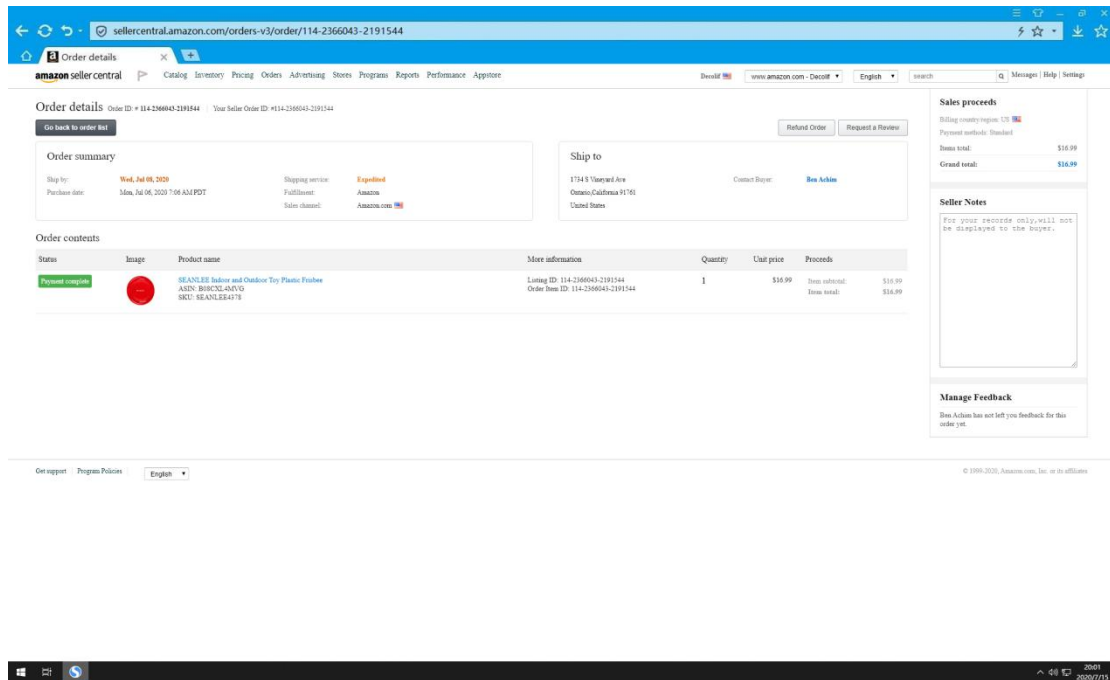 sellercentral.amazon.com/orders-v3/order/114-2366043-2191544
Order details
amazon seller central Catalog Inventory Pricing Orders Advertising Stores Programs Reports Performance Appstore Decolif www.amazon.com - Decolif English search Messages | Help | Settings
Order details Order ID: # 114-2366043-2191544 Your Seller Order ID: #114-2366043-2191544
Go back to order list Refund Order Request a Review
Order summary
Ship by: Wed, Jul 08, 2020 Shipping service: Expedited
Purchase date: Mon, Jul 06, 2020 7:06 AM PDT Fulfillment: Amazon
Sales channel: Amazon.com
Ship to
1734 S Vineyard Ave Contact Buyer: Ben Achim
Ontario,California 91761
United States
Order contents
Status Image Product name More information Quantity Unit price Proceeds
Payment complete SEANLEE Indoor and Outdoor Toy Plastic Frisbee Listing ID: 114-2366043-2191544 1 $16.99 Item subtotal: $16.99
ASIN: B08CXL4MVG Order Item ID: 114-2366043-2191544 Items total: $16.99
SKU: SEANLEE4378
Sales proceeds
Billing country/region: US
Payment methods: Standard
Items total: $16.99
Grand total: $16.99
Seller Notes
For your records only,will not
be displayed to the buyer.
Manage Feedback
Ben Achim has not left you feedback for this
order yet.
Get support Program Policies English © 1999-2020, Amazon.com, Inc. or its affiliates
20:01
2020/7/15